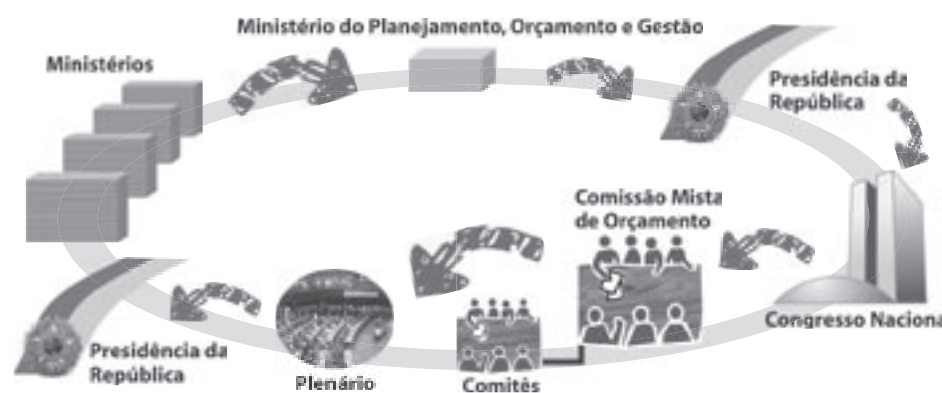 Ministério do Planejamento, Orçamento e Gestão
Ministérios
Presidência da
República
Comissão Mista
de Orçamento
Congresso Naciona
Presidência da
República
Plenário
Comitês